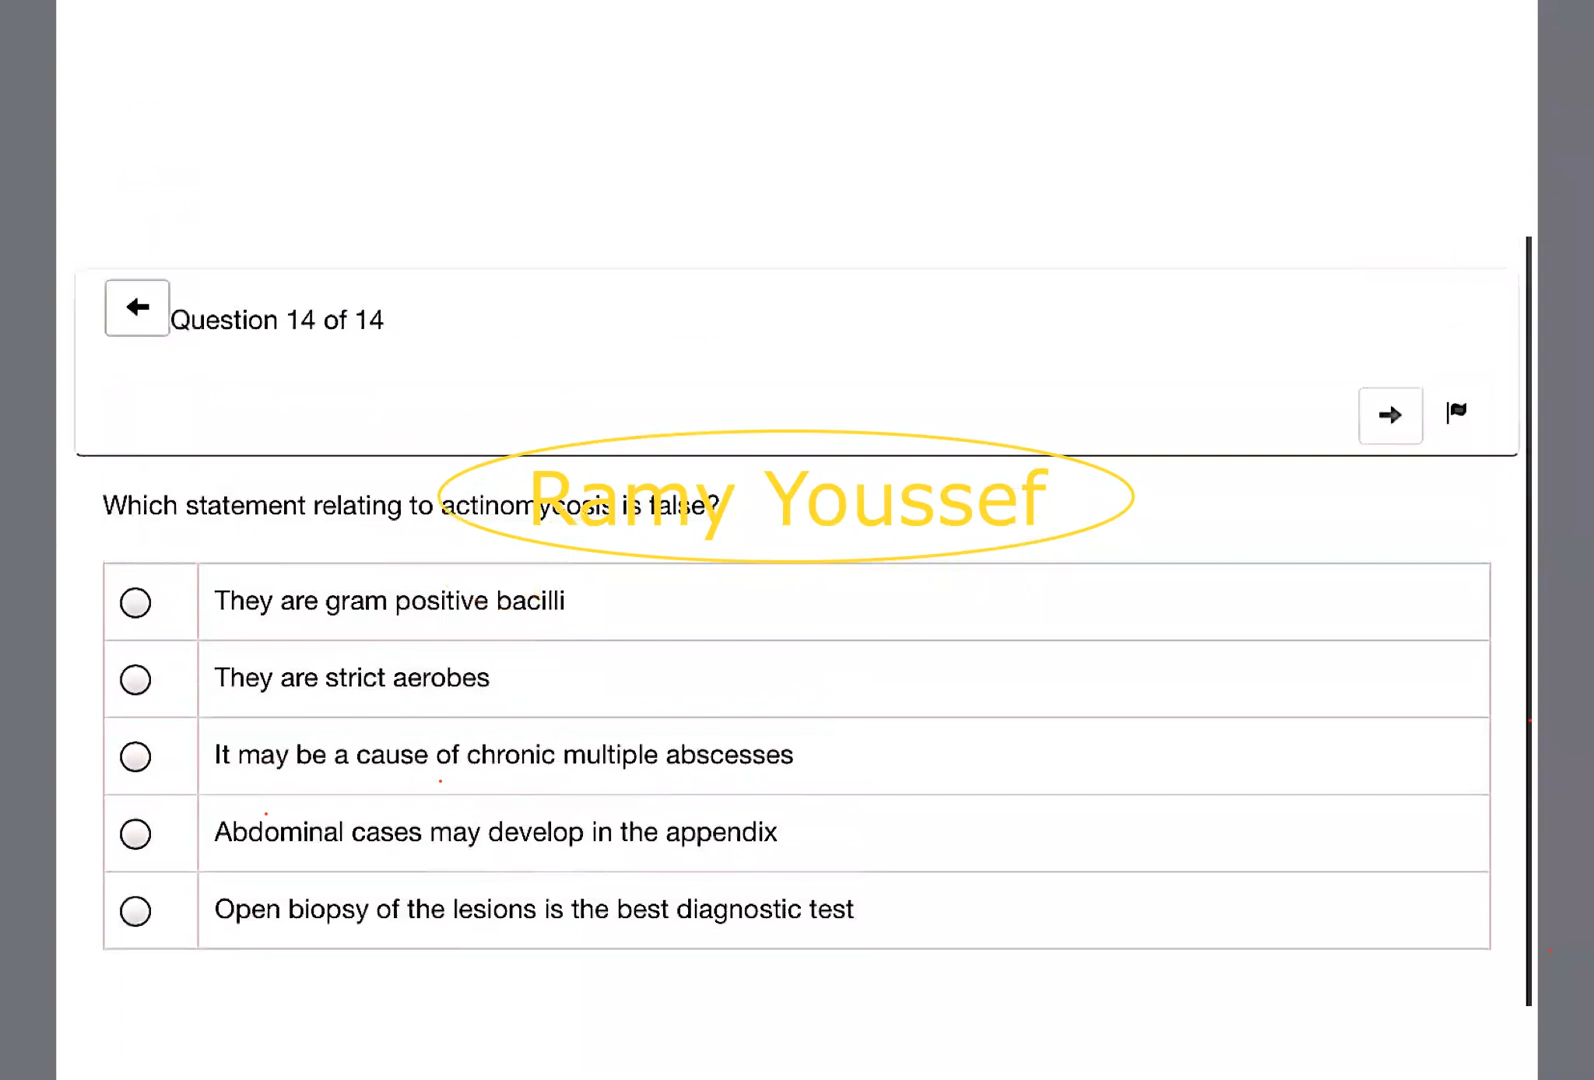 Question 14 of 14
Which statement relating to actinomycosis is false?
Ramy Youssef
They are gram positive bacilli
They are strict aerobes
It may be a cause of chronic multiple abscesses
Abdominal cases may develop in the appendix
Open biopsy of the lesions is the best diagnostic test